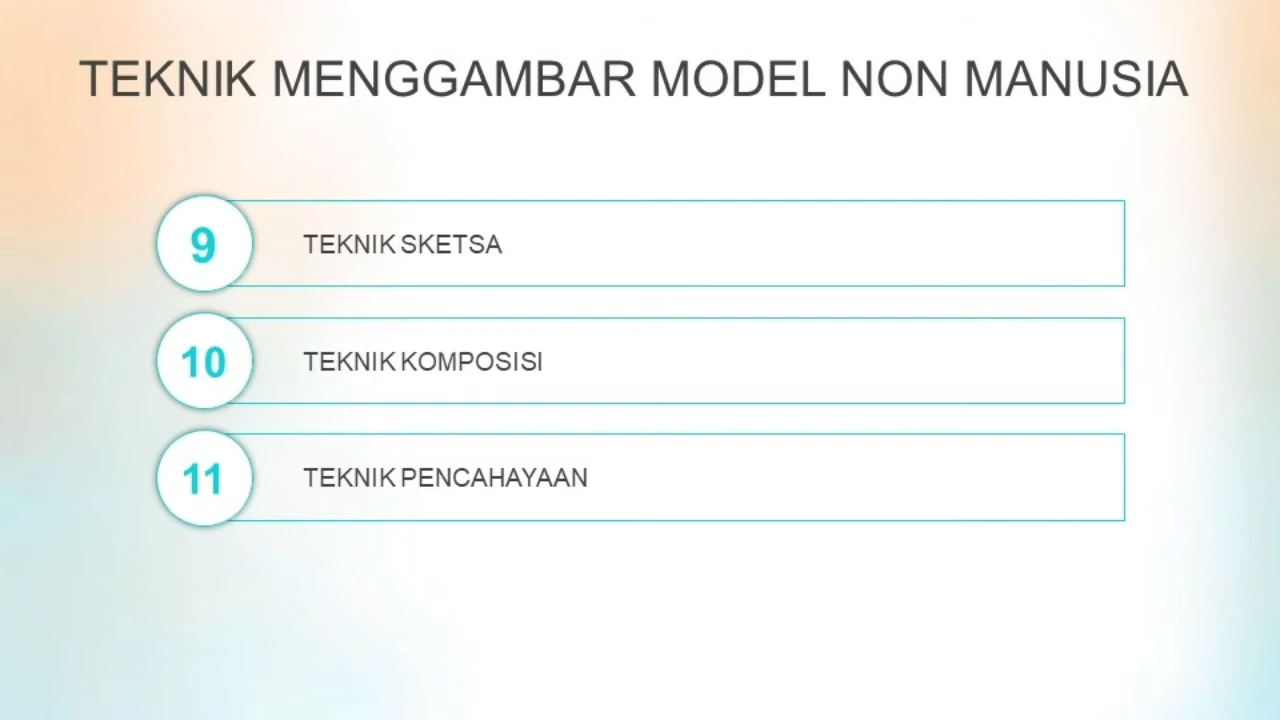 TEKNIK MENGGAMBAR MODEL NON MANUSIA
9 TEKNIK SKETSA
10 TEKNIK KOMPOSISI
11 TEKNIK PENCAHAYAAN